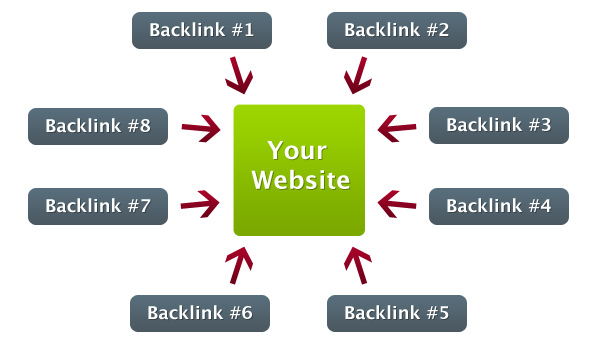 Backlink #1
Backlink #2
Backlink #8
Backlink #3
Your
Website
Backlink #7
Backlink #4
Backlink #6
Backlink #5